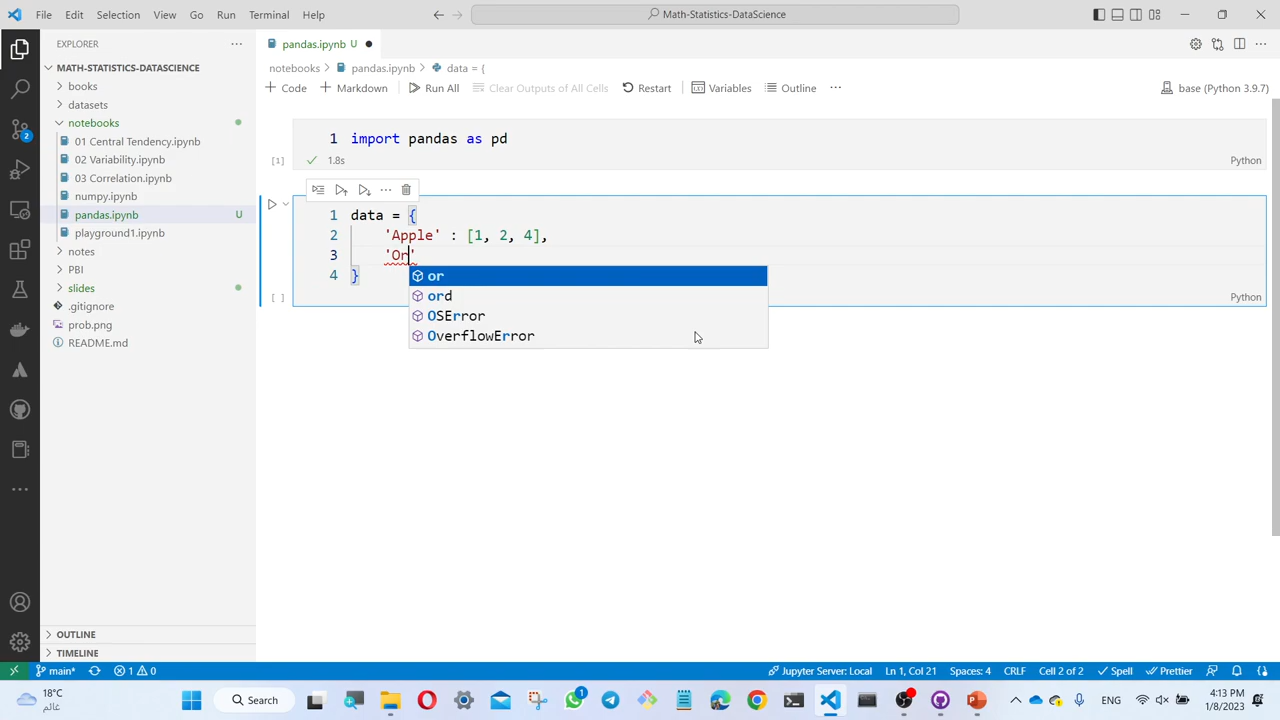 File Edit Selection View Go Run Terminal Help
Math-Statistics-DataScience
EXPLORER
MATH-STATISTICS-DATASCIENCE
books
datasets
notebooks
01 Central Tendency.ipynb
02 Variability.ipynb
03 Correlation.ipynb
numpy.ipynb
pandas.ipynb U
playground1.ipynb
notes
PBI
slides
.gitignore
prob.png
README.md
OUTLINE
TIMELINE
pandas.ipynb U
notebooks > pandas.ipynb > data = {
+ Code + Markdown Run All Clear Outputs of All Cells Restart Variables Outline ... base (Python 3.9.7)
1 import pandas as pd
[1] 1.8s Python
1 data = {
2 'Apple' : [1, 2, 4],
3 'Or'
4 }
or
ord
OSError
OverflowError
[ ] Python
2
main* 1 0 Jupyter Server: Local Ln 1, Col 21 Spaces: 4 CRLF Cell 2 of 2 Spell Prettier
18°C
غائم
Search
1
ENG
4:13 PM
1/8/2023